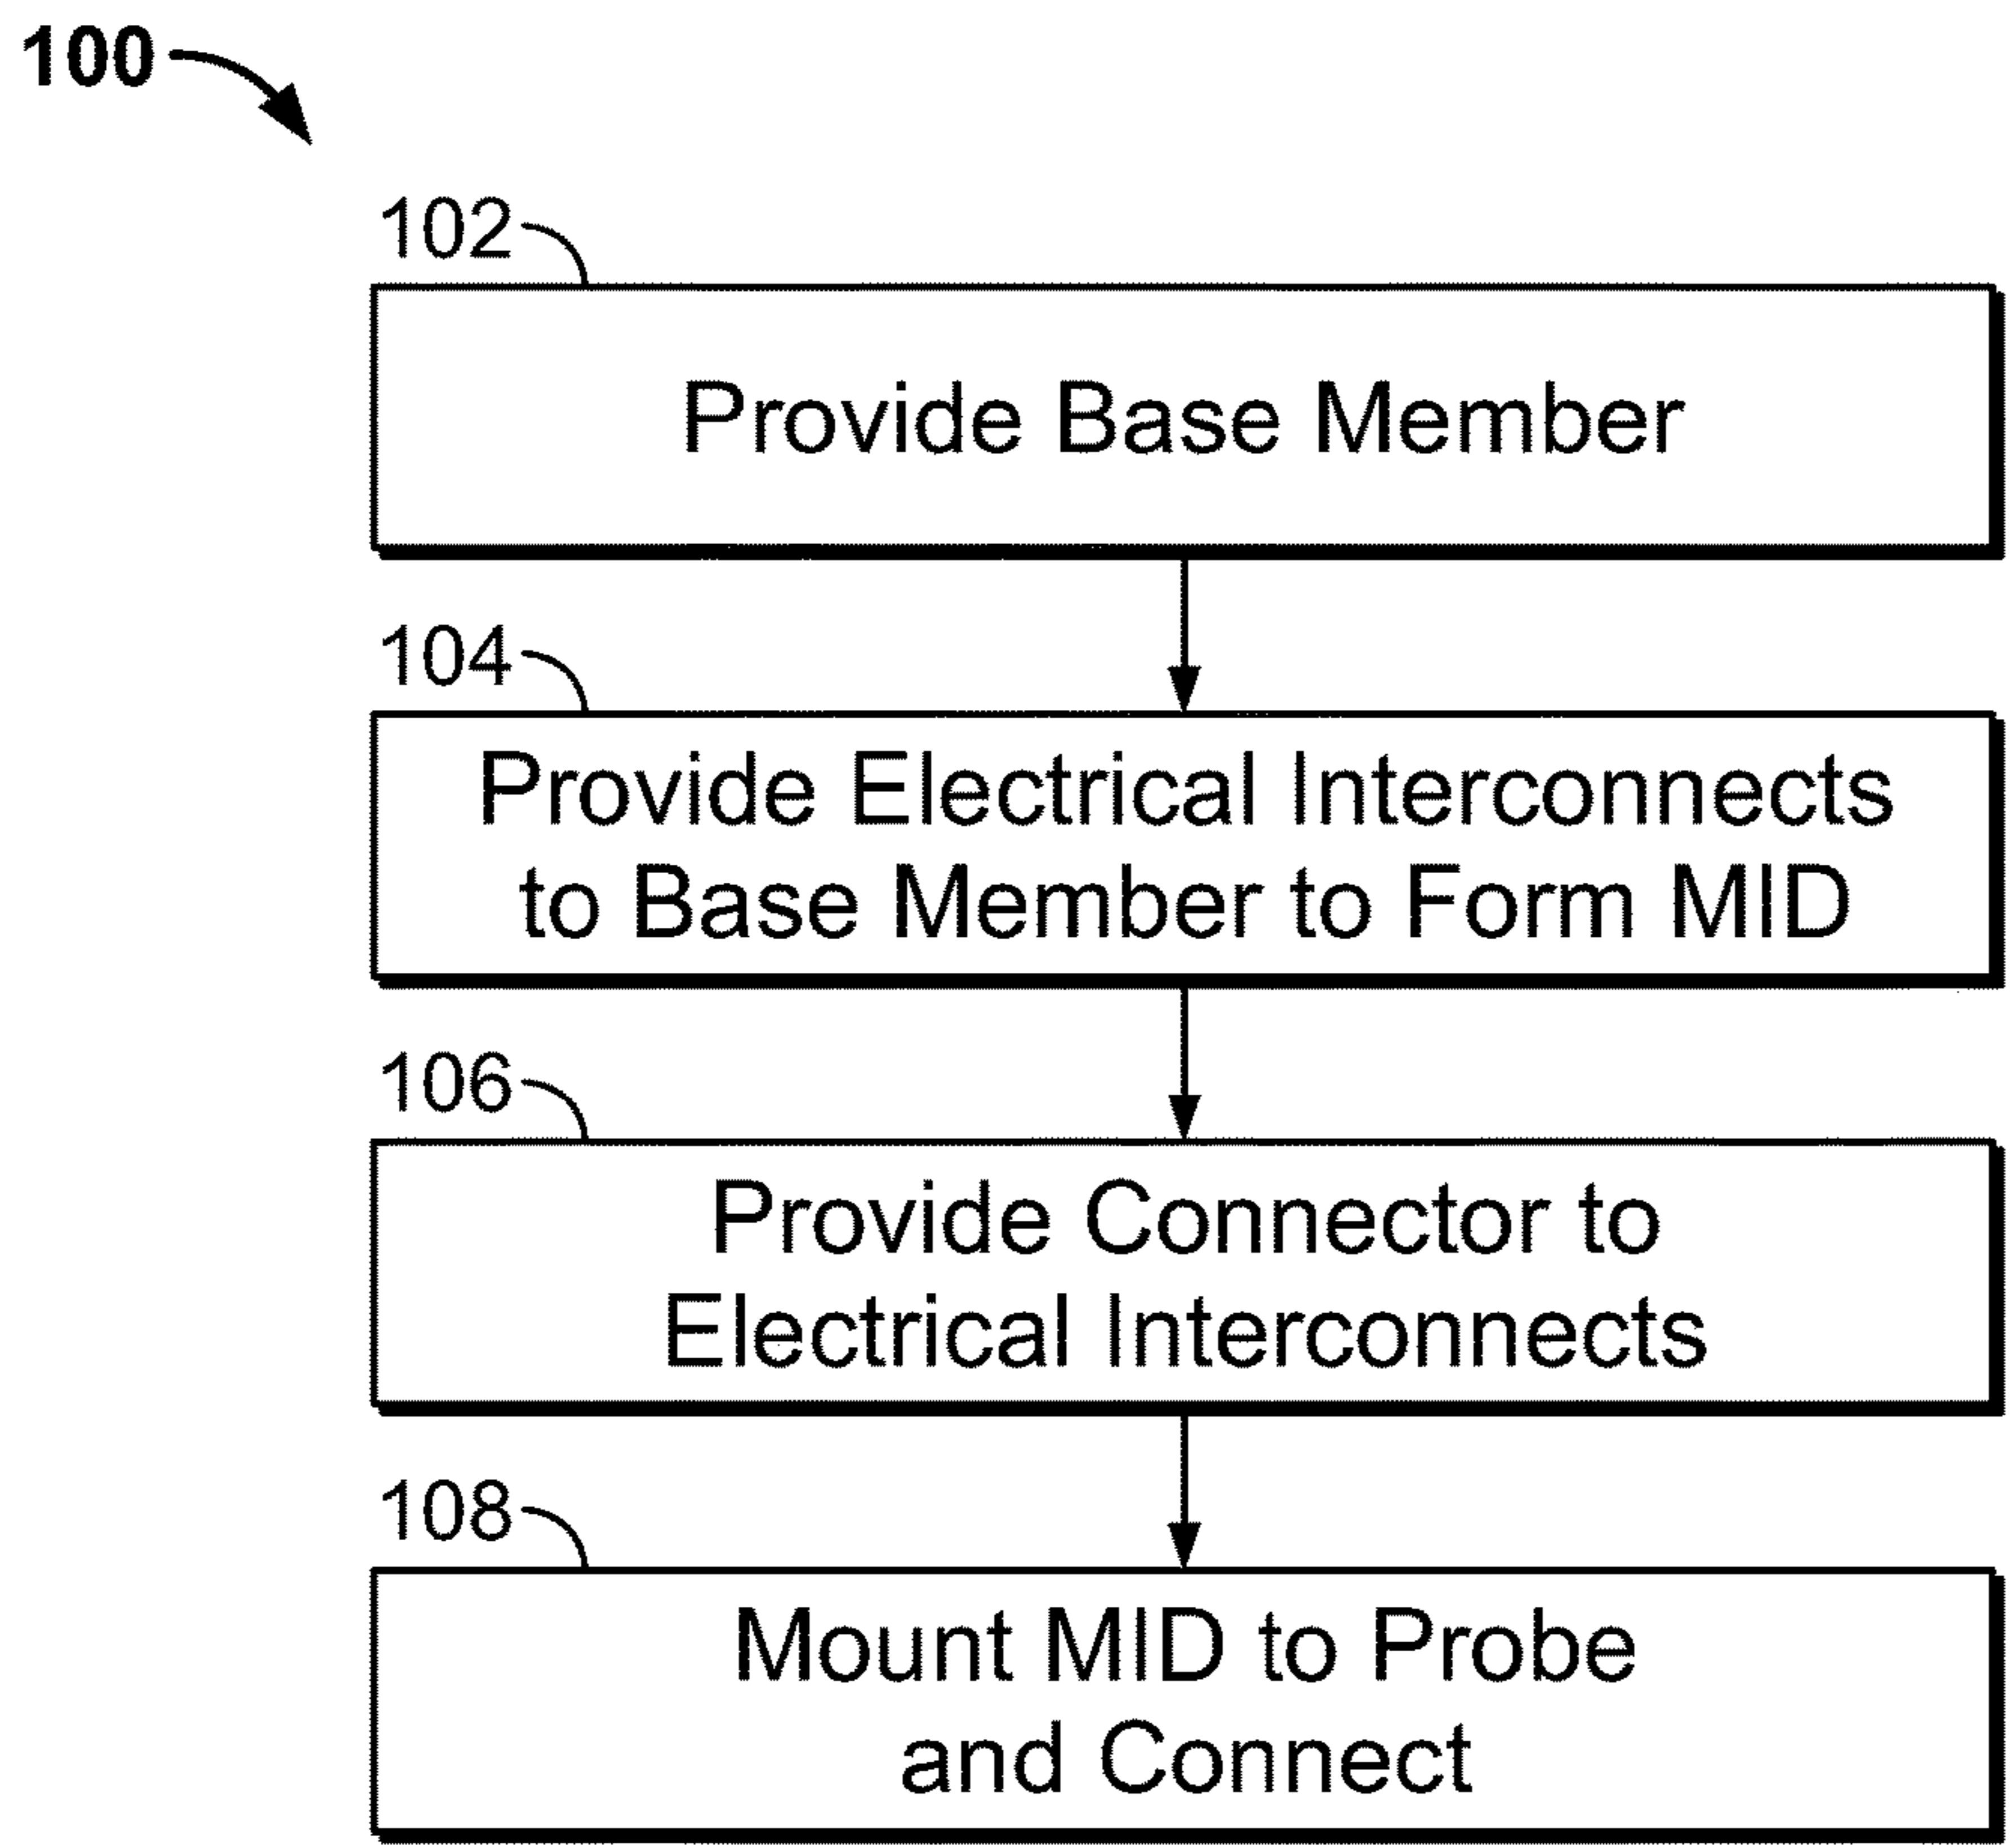 100
102
Provide Base Member
104
Provide Electrical Interconnects
to Base Member to Form MID
106
Provide Connector to
Electrical Interconnects
108
Mount MID to Probe
and Connect